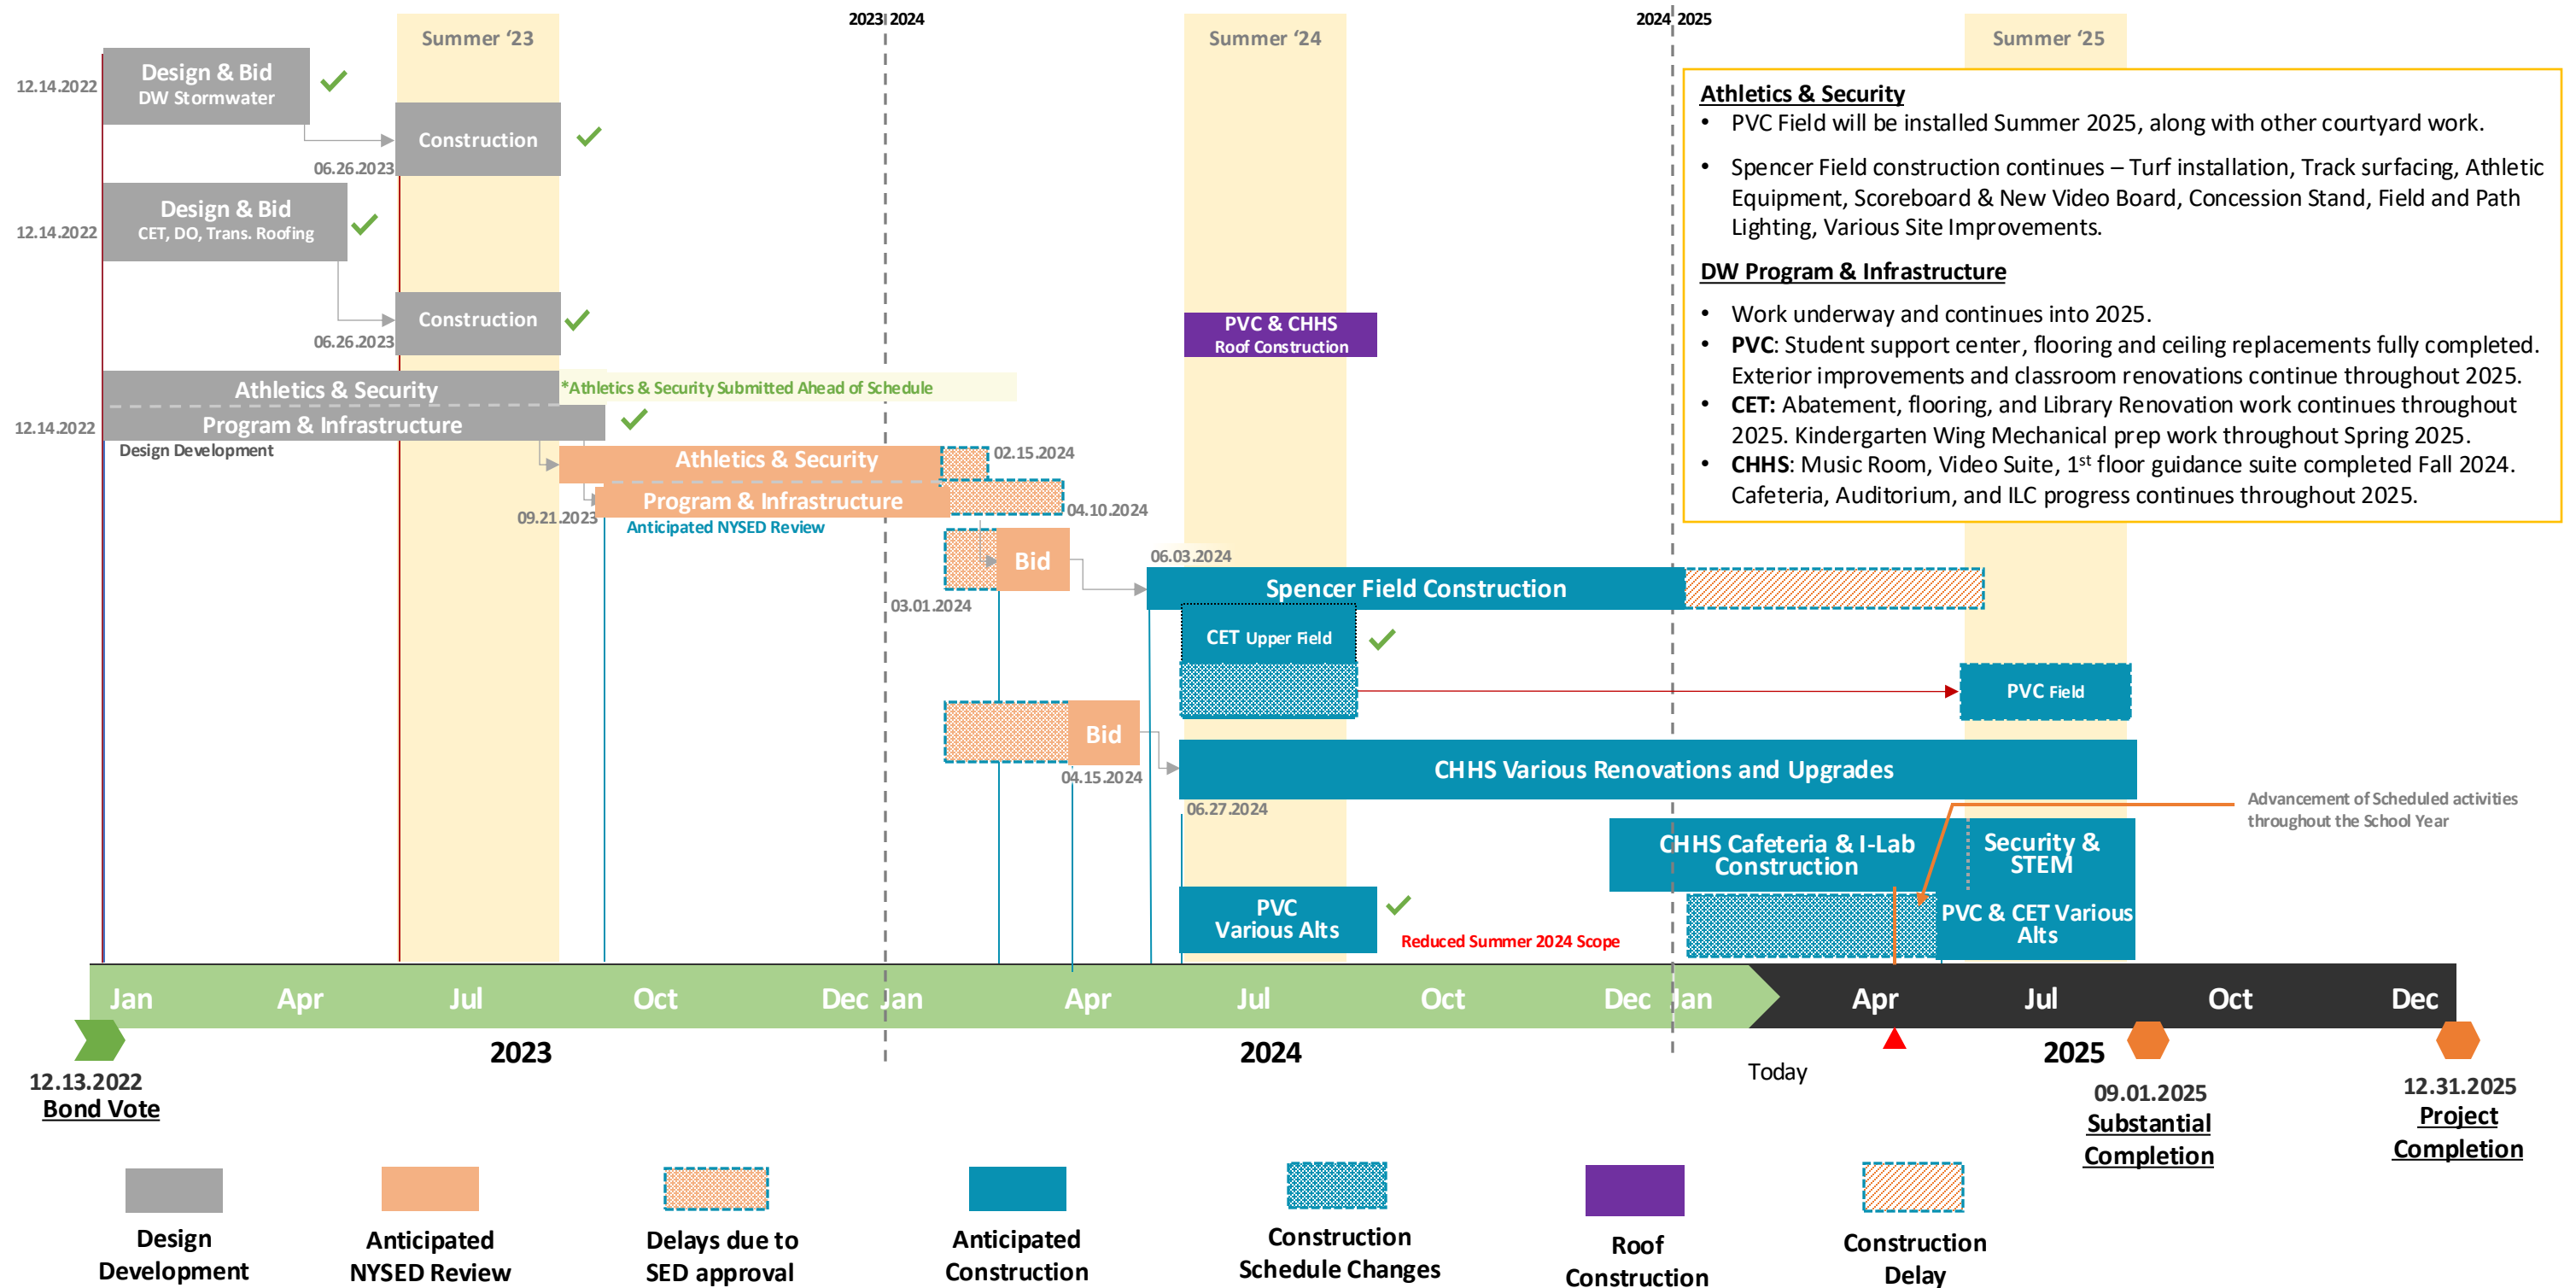 2023 2024
2024 2025
Summer ‘23
Summer ‘24
Summer ‘25
12.14.2022
Design & Bid
DW Stormwater
Construction
06.26.2023
12.14.2022
Design & Bid
CET, DO, Trans. Roofing
Construction
06.26.2023
PVC & CHHS
Roof Construction
12.14.2022
Athletics & Security
*Athletics & Security Submitted Ahead of Schedule
Program & Infrastructure
Design Development
Athletics & Security
02.15.2024
Program & Infrastructure
04.10.2024
09.21.2023
Anticipated NYSED Review
Bid
03.01.2024
06.03.2024
Spencer Field Construction
CET Upper Field
PVC Field
Bid
04.15.2024
CHHS Various Renovations and Upgrades
06.27.2024
Advancement of Scheduled activities
throughout the School Year
CHHS Cafeteria & I-Lab
Construction
Security &
STEM
PVC
Various Alts
Reduced Summer 2024 Scope
PVC & CET Various
Alts
Athletics & Security
• PVC Field will be installed Summer 2025, along with other courtyard work.
• Spencer Field construction continues – Turf installation, Track surfacing, Athletic
Equipment, Scoreboard & New Video Board, Concession Stand, Field and Path
Lighting, Various Site Improvements.
DW Program & Infrastructure
• Work underway and continues into 2025.
• PVC: Student support center, flooring and ceiling replacements fully completed.
Exterior improvements and classroom renovations continue throughout 2025.
• CET: Abatement, flooring, and Library Renovation work continues throughout
2025. Kindergarten Wing Mechanical prep work throughout Spring 2025.
• CHHS: Music Room, Video Suite, 1st floor guidance suite completed Fall 2024.
Cafeteria, Auditorium, and ILC progress continues throughout 2025.
Jan Apr Jul Oct Dec Jan Apr Jul Oct Dec Jan Apr Jul Oct Dec
2023 2024 2025
Today
12.13.2022
Bond Vote
09.01.2025
Substantial
Completion
12.31.2025
Project
Completion
Design
Development
Anticipated
NYSED Review
Delays due to
SED approval
Anticipated
Construction
Construction
Schedule Changes
Roof
Construction
Construction
Delay